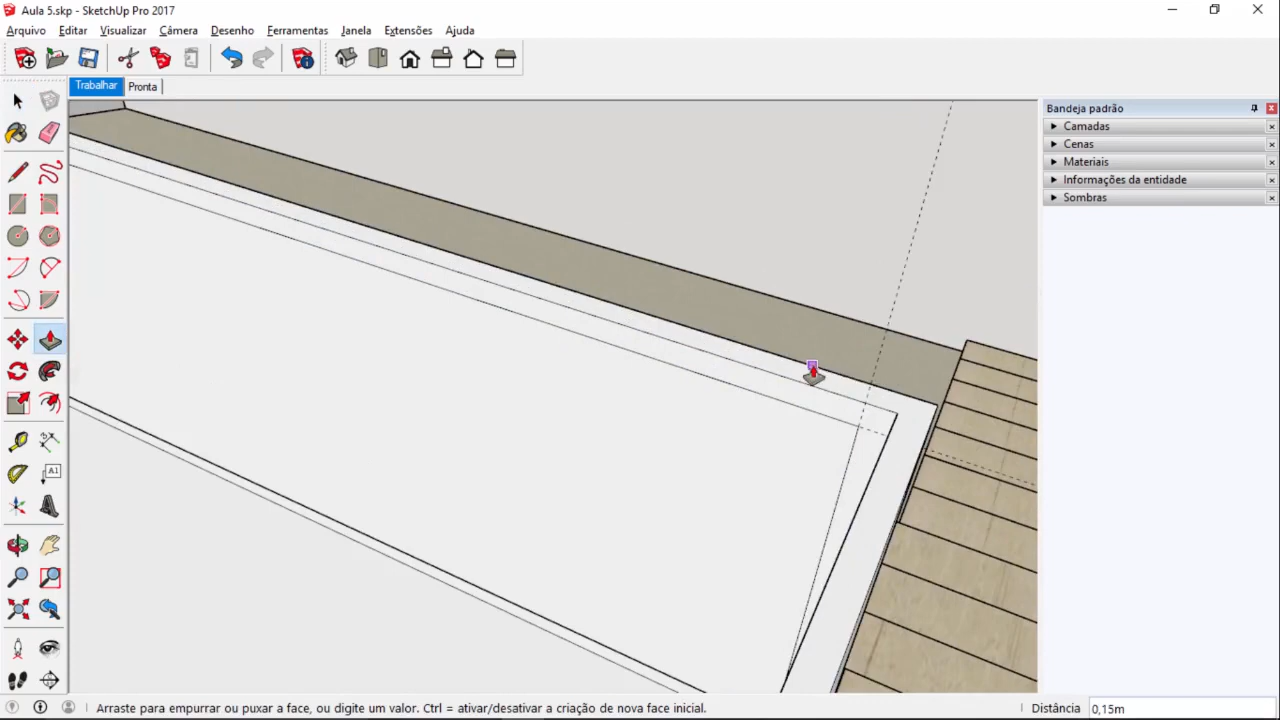 Aula 5.skp - SketchUp Pro 2017
Arquivo Editar Visualizar Câmera Desenho Ferramentas Janela Extensões Ajuda
Trabalhar Pronta
Bandeja padrão
Camadas
Cenas
Materiais
Informações da entidade
Sombras
A1
Arraste para empurrar ou puxar a face, ou digite um valor. Ctrl = ativar/desativar a criação de nova face inicial. Distância 0,15m